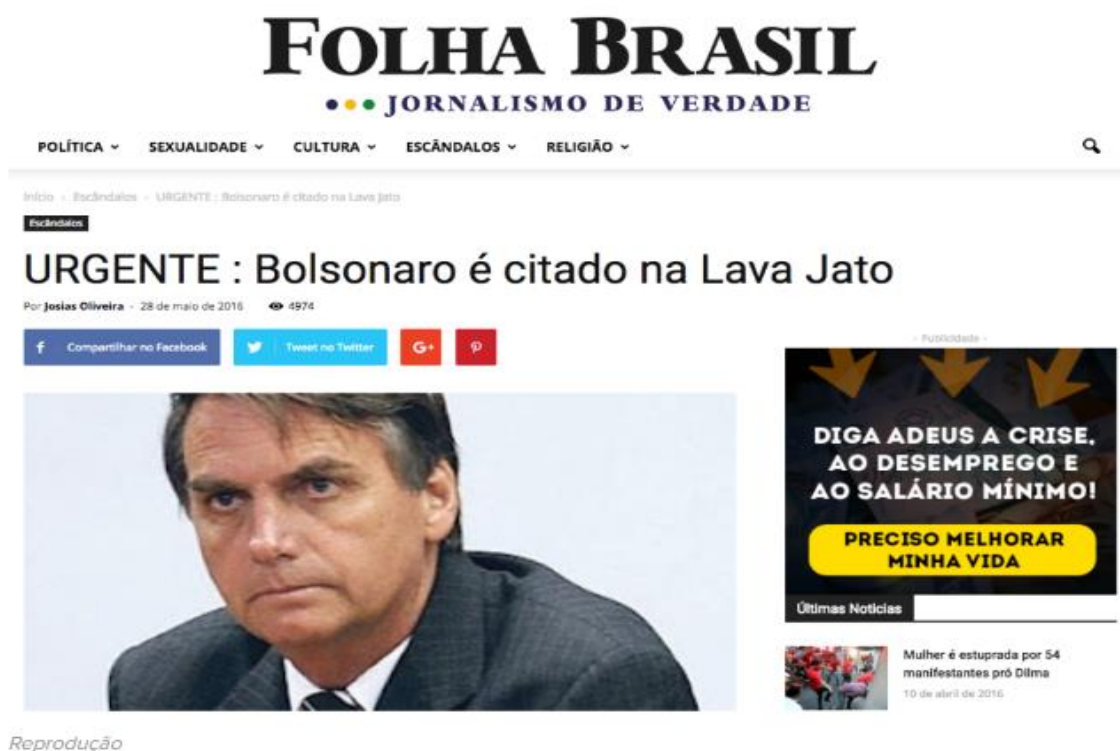 FOLHA BRASIL
JORNALISMO DE VERDADE
POLÍTICA SEXUALIDADE CULTURA ESCÂNDALOS RELIGIÃO
Início Escândalos URGENTE : Bolsonaro é citado na Lava Jato
Escândalos
URGENTE : Bolsonaro é citado na Lava Jato
Por Josias Oliveira - 28 de maio de 2016 4974
f Compartilhar no Facebook Tweet no Twitter G+
- Publicidade -
DIGA ADEUS A CRISE,
AO DESEMPREGO E
AO SALÁRIO MÍNIMO!
PRECISO MELHORAR
MINHA VIDA
Últimas Noticias
Mulher é estuprada por 54
manifestantes pró Dilma
10 de abril de 2016
Reprodução